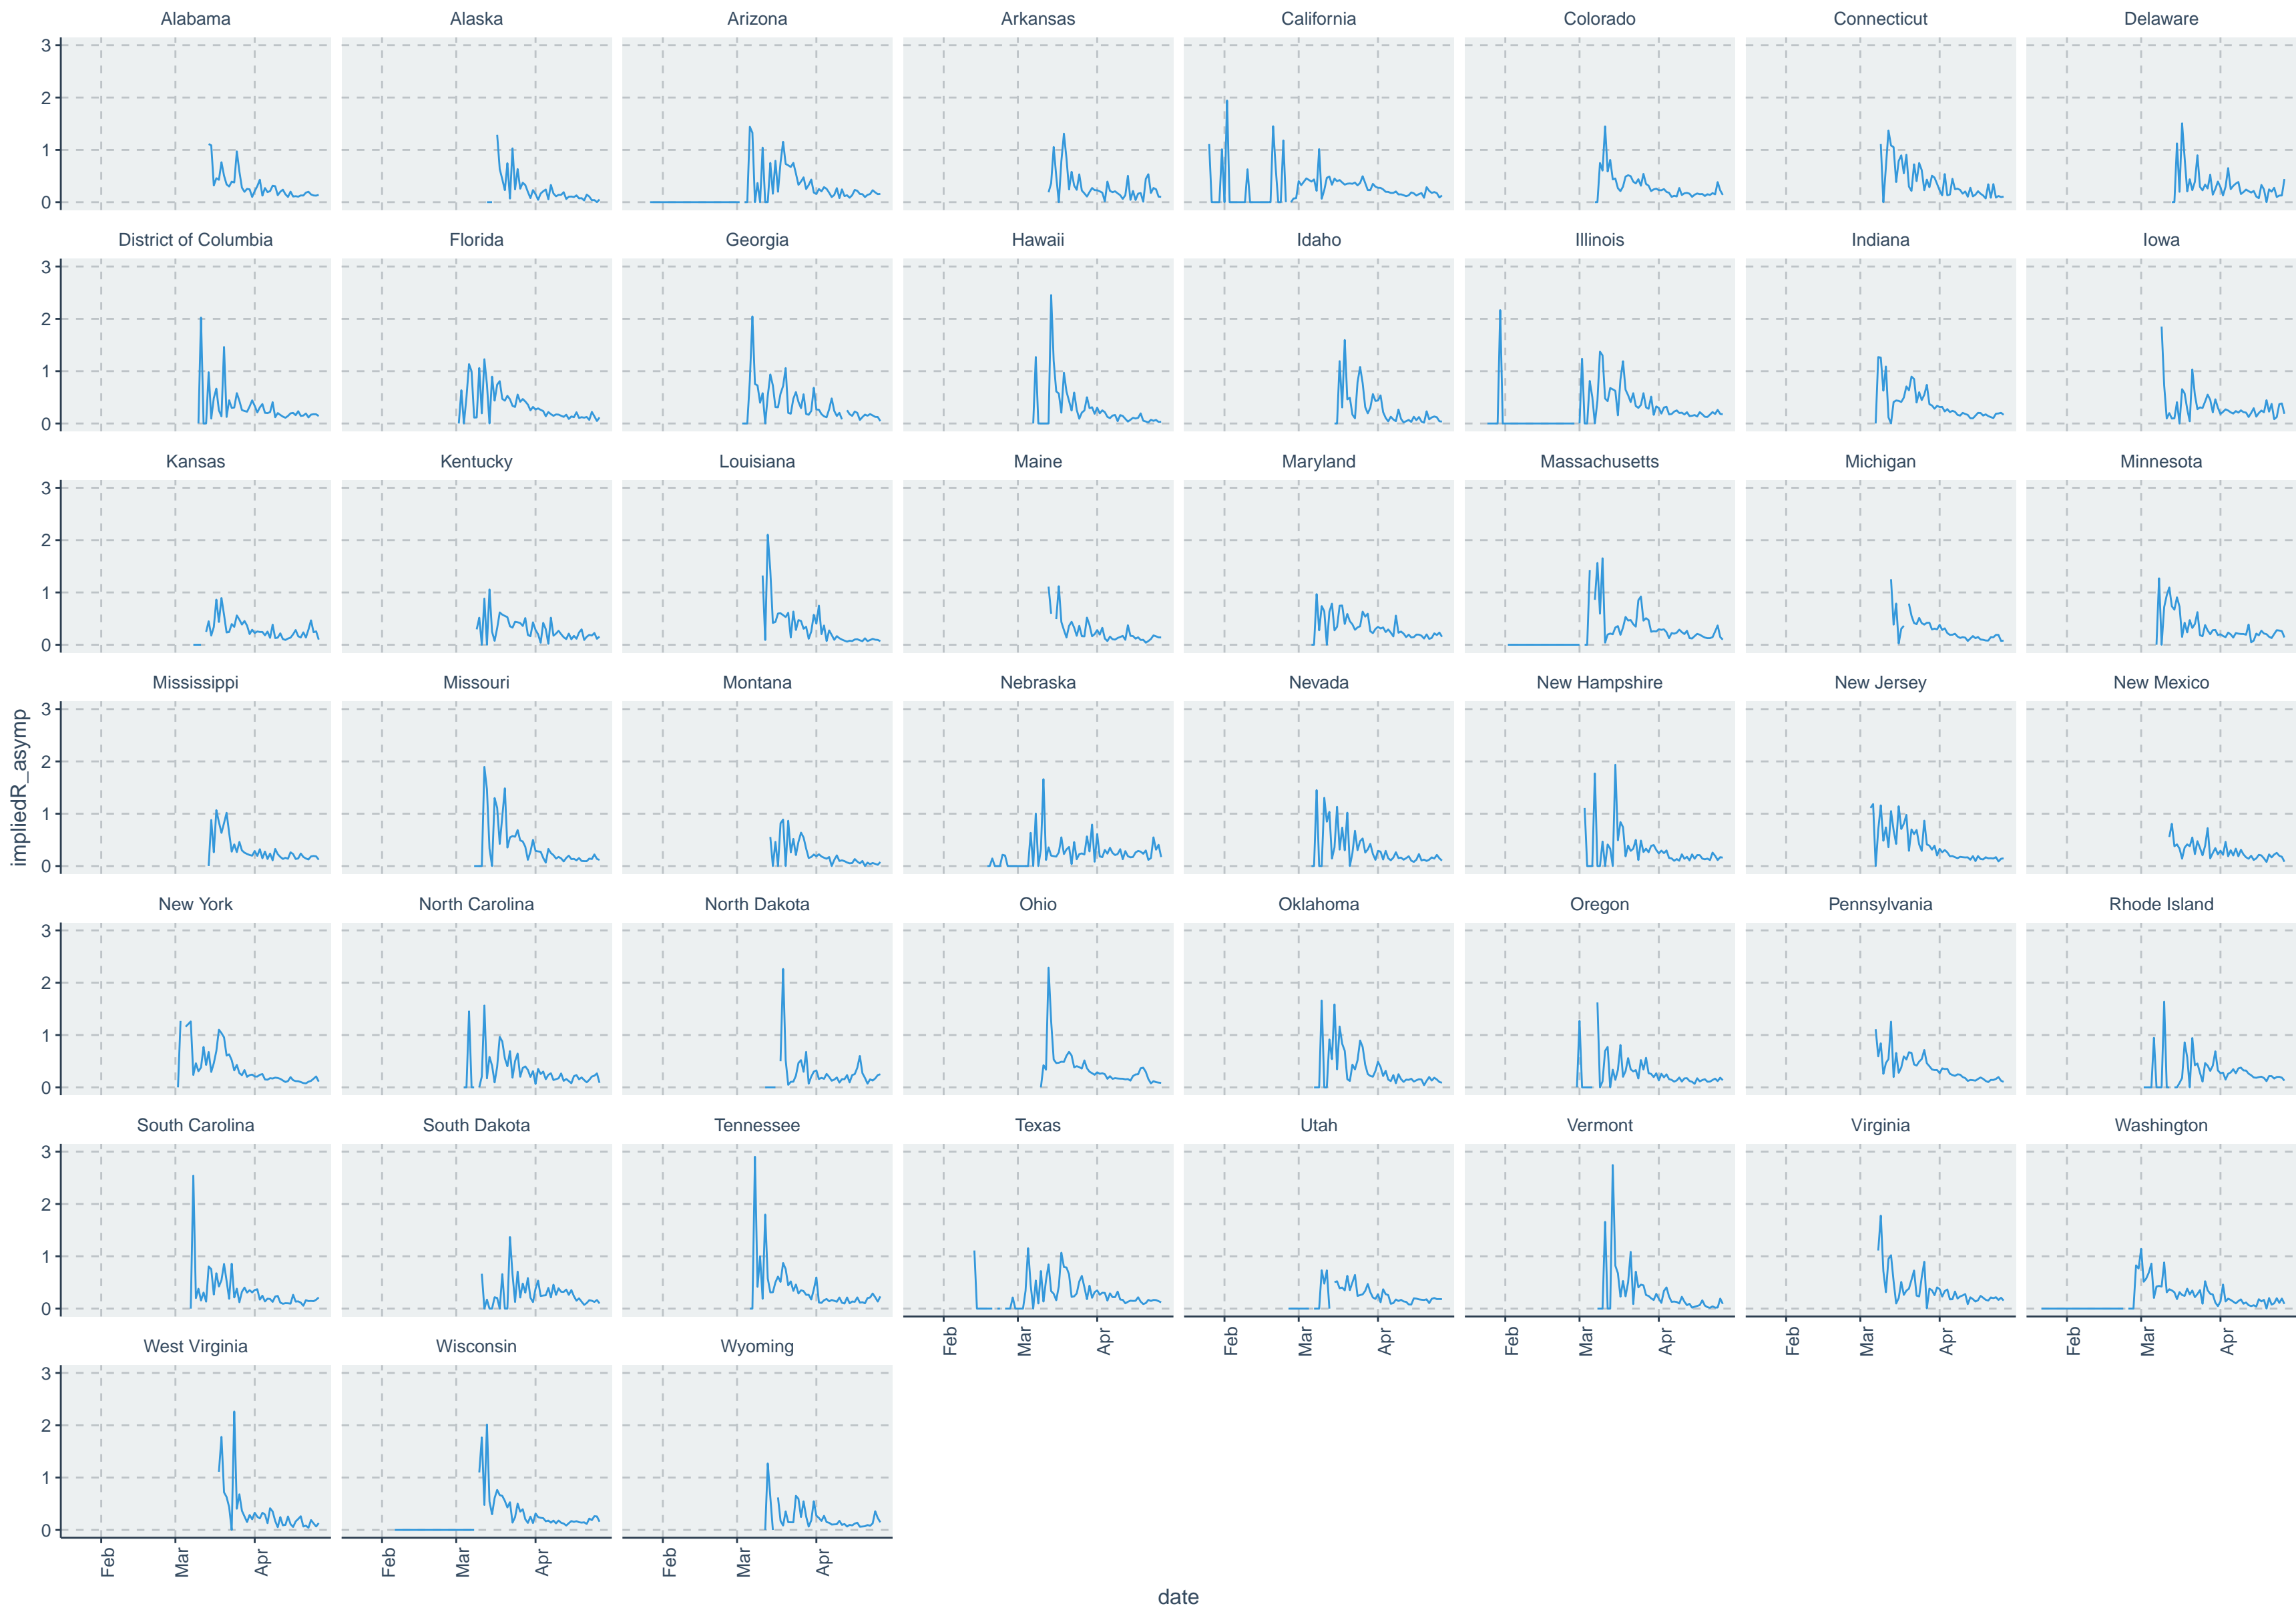 Alabama Alaska Arizona Arkansas California Colorado Connecticut Delaware
3
2
1
0
District of Columbia Florida Georgia Hawaii Idaho Illinois Indiana Iowa
3
2
1
0
Kansas Kentucky Louisiana Maine Maryland Massachusetts Michigan Minnesota
3
2
1
0
Mississippi Missouri Montana Nebraska Nevada New Hampshire New Jersey New Mexico
3
2
1
0
impliedR_asymp
New York North Carolina North Dakota Ohio Oklahoma Oregon Pennsylvania Rhode Island
3
2
1
0
South Carolina South Dakota Tennessee Texas Utah Vermont Virginia Washington
3
2
1
0
Feb Mar Apr Feb Mar Apr Feb Mar Apr Feb Mar Apr Feb Mar Apr
West Virginia Wisconsin Wyoming
3
2
1
0
Feb Mar Apr Feb Mar Apr Feb Mar Apr
date